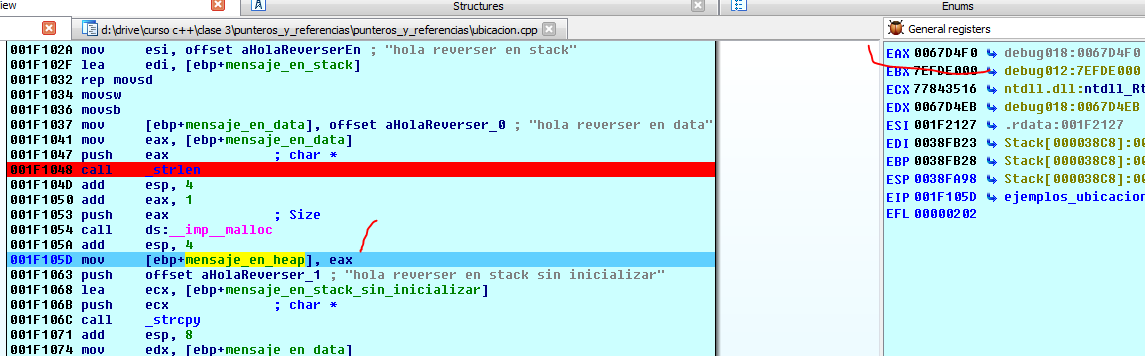 iew
Structures
Enums
d:\drive\curso c++\clase 3\punteros_y_referencias\punteros_y_referencias\ubicacion.cpp
General registers
001F102A mov esi, offset aHolaReverserEn ; "hola reverser en stack"
001F102F lea edi, [ebp+mensaje_en_stack]
001F1032 rep movsd
001F1034 movsw
001F1036 movsb
001F1037 mov [ebp+mensaje_en_data], offset aHolaReverser_0 ; "hola reverser en data"
001F1041 mov eax, [ebp+mensaje_en_data]
001F1047 push eax ; char *
001F1048 call _strlen
001F104D add esp, 4
001F1050 add eax, 1
001F1053 push eax ; Size
001F1054 call ds:__imp__malloc
001F105A add esp, 4
001F105D mov [ebp+mensaje_en_heap], eax
001F1063 push offset aHolaReverser_1 ; "hola reverser en stack sin inicializar"
001F1068 lea ecx, [ebp+mensaje_en_stack_sin_inicializar]
001F106B push ecx ; char *
001F106C call _strcpy
001F1071 add esp, 8
001F1074 mov edx, [ebp+mensaje en data]
EAX 0067D4F0 debug018:0067D4F0
EBX 7EFDE000 debug012:7EFDE000
ECX 77843516 ntdll.dll:ntdll_Rt
EDX 0067D4EB debug018:0067D4EB
ESI 001F2127 .rdata:001F2127
EDI 0038FB23 Stack[000038C8]:00
EBP 0038FB28 Stack[000038C8]:00
ESP 0038FA98 Stack[000038C8]:00
EIP 001F105D ejemplos_ubicacion
EFL 00000202